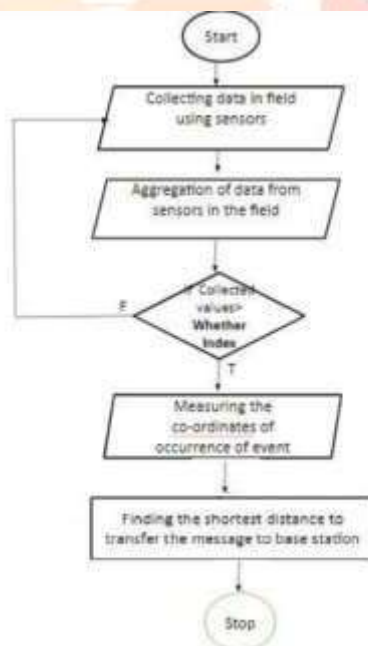 Start
Collecting data in field
using sensors
Aggregation of data from
sensors in the field
If Collected
values>
Whether
Index
F
T
Measuring the
co-ordinates of
occurrence of event
Finding the shortest distance to
transfer the message to base station
Stop